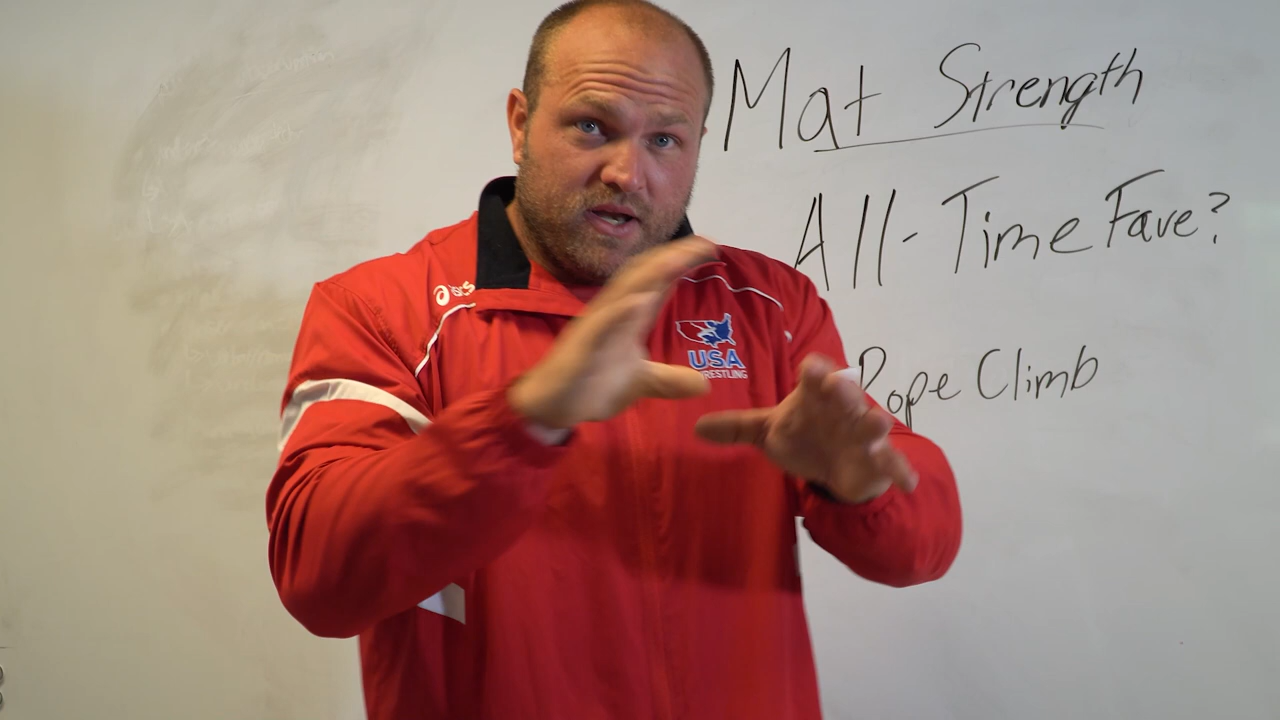 Mat Strength
All-Time Fave?
Rope Climb
asics
USA
WRESTLING